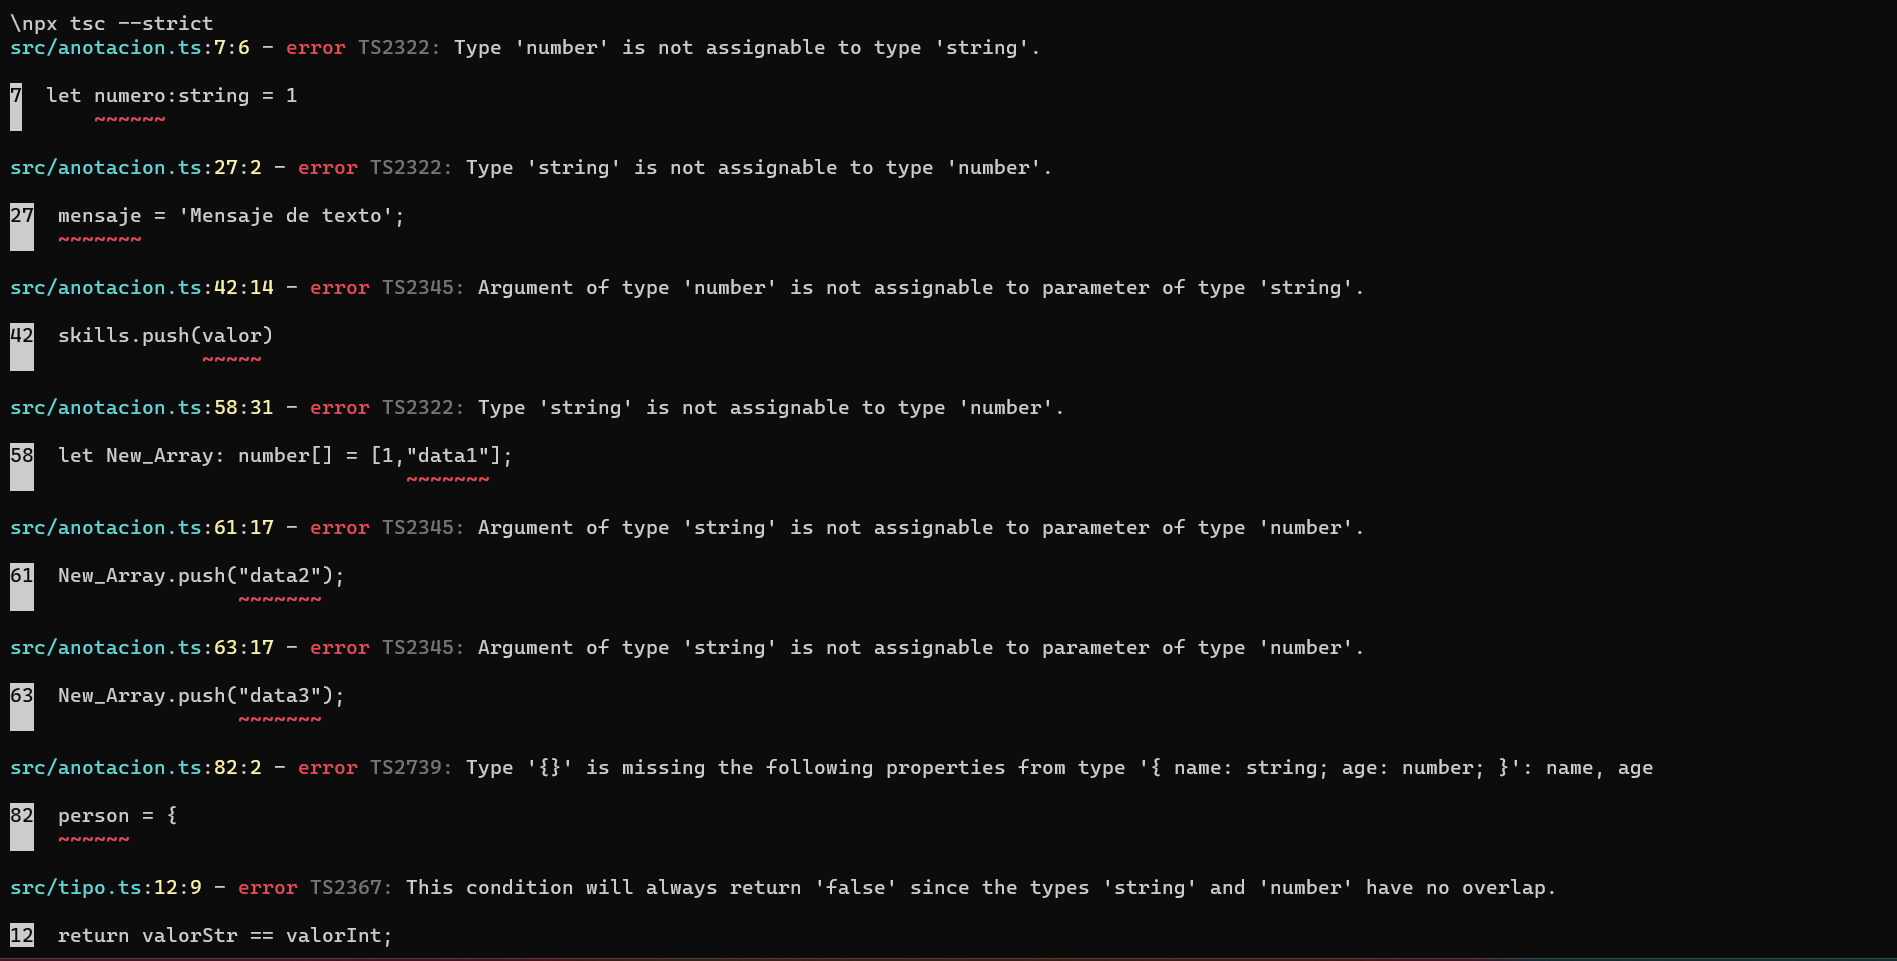 \npx tsc --strict
src/anotacion.ts:7:6 - error TS2322: Type 'number' is not assignable to type 'string'.
7  let numero:string = 1
~~~~~~
src/anotacion.ts:27:2 - error TS2322: Type 'string' is not assignable to type 'number'.
27  mensaje = 'Mensaje de texto';
~~~~~~~
src/anotacion.ts:42:14 - error TS2345: Argument of type 'number' is not assignable to parameter of type 'string'.
42  skills.push(valor)
~~~~~
src/anotacion.ts:58:31 - error TS2322: Type 'string' is not assignable to type 'number'.
58  let New_Array: number[] = [1,"data1"];
~~~~~~~
src/anotacion.ts:61:17 - error TS2345: Argument of type 'string' is not assignable to parameter of type 'number'.
61  New_Array.push("data2");
~~~~~~~
src/anotacion.ts:63:17 - error TS2345: Argument of type 'string' is not assignable to parameter of type 'number'.
63  New_Array.push("data3");
~~~~~~~
src/anotacion.ts:82:2 - error TS2739: Type '{}' is missing the following properties from type '{ name: string; age: number; }': name, age
82  person = {
~~~~~~
src/tipo.ts:12:9 - error TS2367: This condition will always return 'false' since the types 'string' and 'number' have no overlap.
12  return valorStr == valorInt;